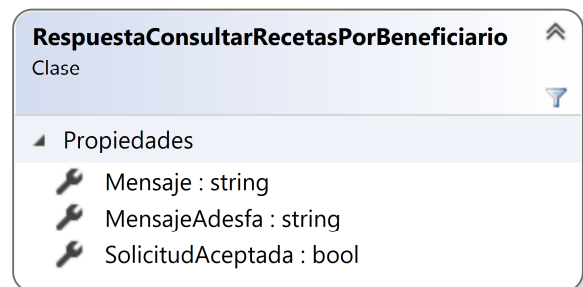 RespuestaConsultarRecetasPorBeneficiario
Clase
Propiedades
Mensaje : string
MensajeAdesfa : string
SolicitudAceptada : bool